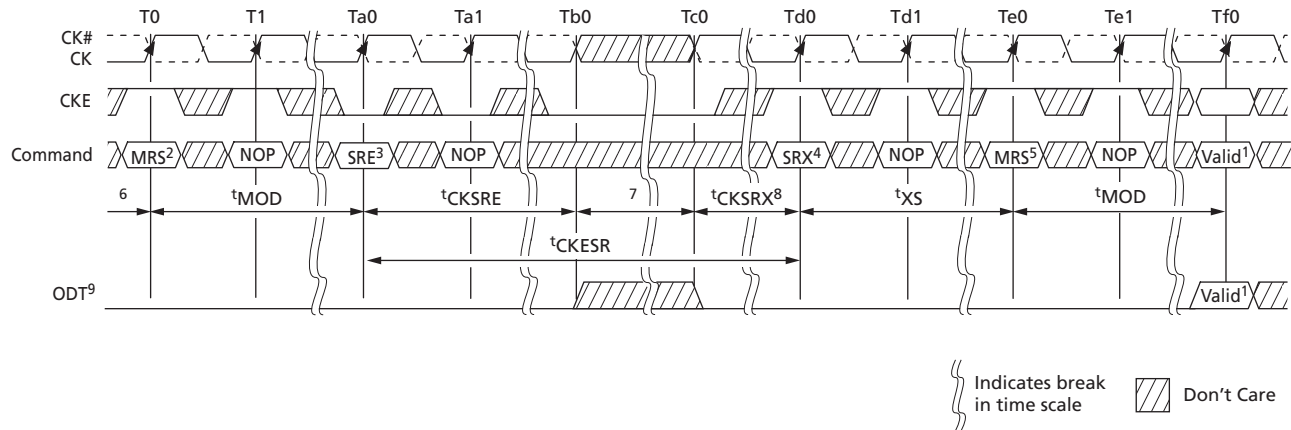 T0 T1 Ta0 Ta1 Tb0 Tc0 Td0 Td1 Te0 Te1 Tf0
CK#
CK
CKE
Command MRS2 NOP SRE3 NOP SRX4 NOP MRS5 NOP Valid1
6 tMOD tCKSRE 7 tCKSRX8 tXS tMOD
tCKESR
ODT9 Valid1
Indicates break
in time scale
Don't Care